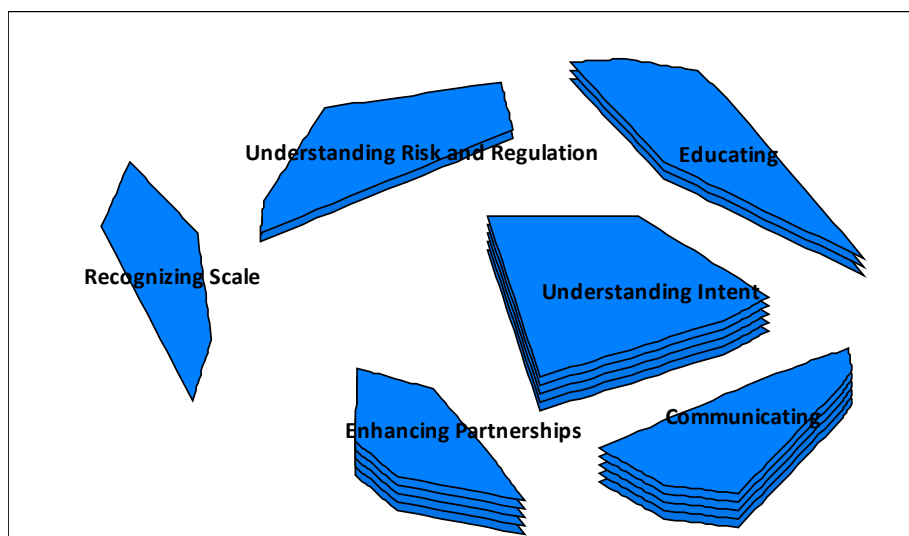 Understanding Risk and Regulation
Educating
Recognizing Scale
Understanding Intent
Communicating
Enhancing Partnerships